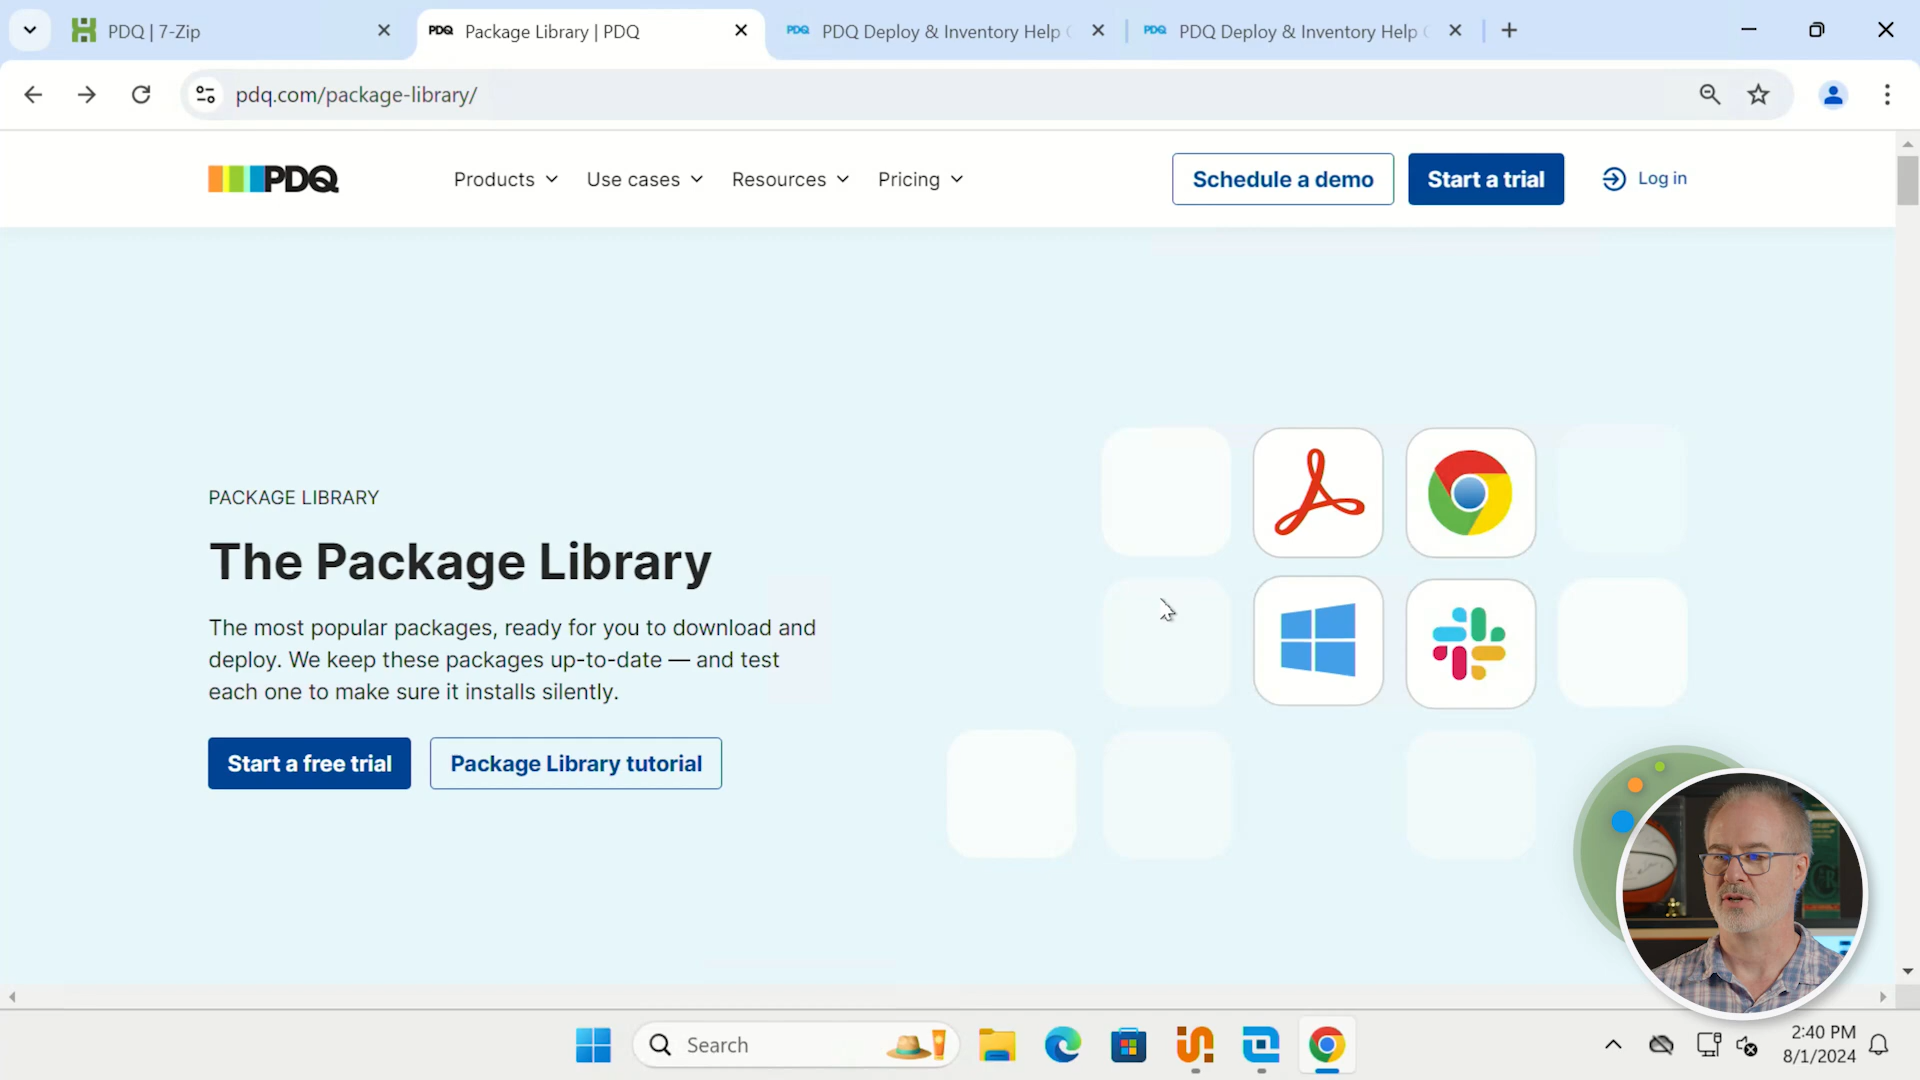 PDQ | 7-Zip
PDQ Package Library | PDQ
PDQ PDQ Deploy & Inventory Help
PDQ PDQ Deploy & Inventory Help
pdq.com/package-library/
PDQ
Products
Use cases
Resources
Pricing
Schedule a demo
Start a trial
Log in
PACKAGE LIBRARY
The Package Library
The most popular packages, ready for you to download and
deploy. We keep these packages up-to-date — and test
each one to make sure it installs silently.
Start a free trial
Package Library tutorial
Search
2:40 PM
8/1/2024